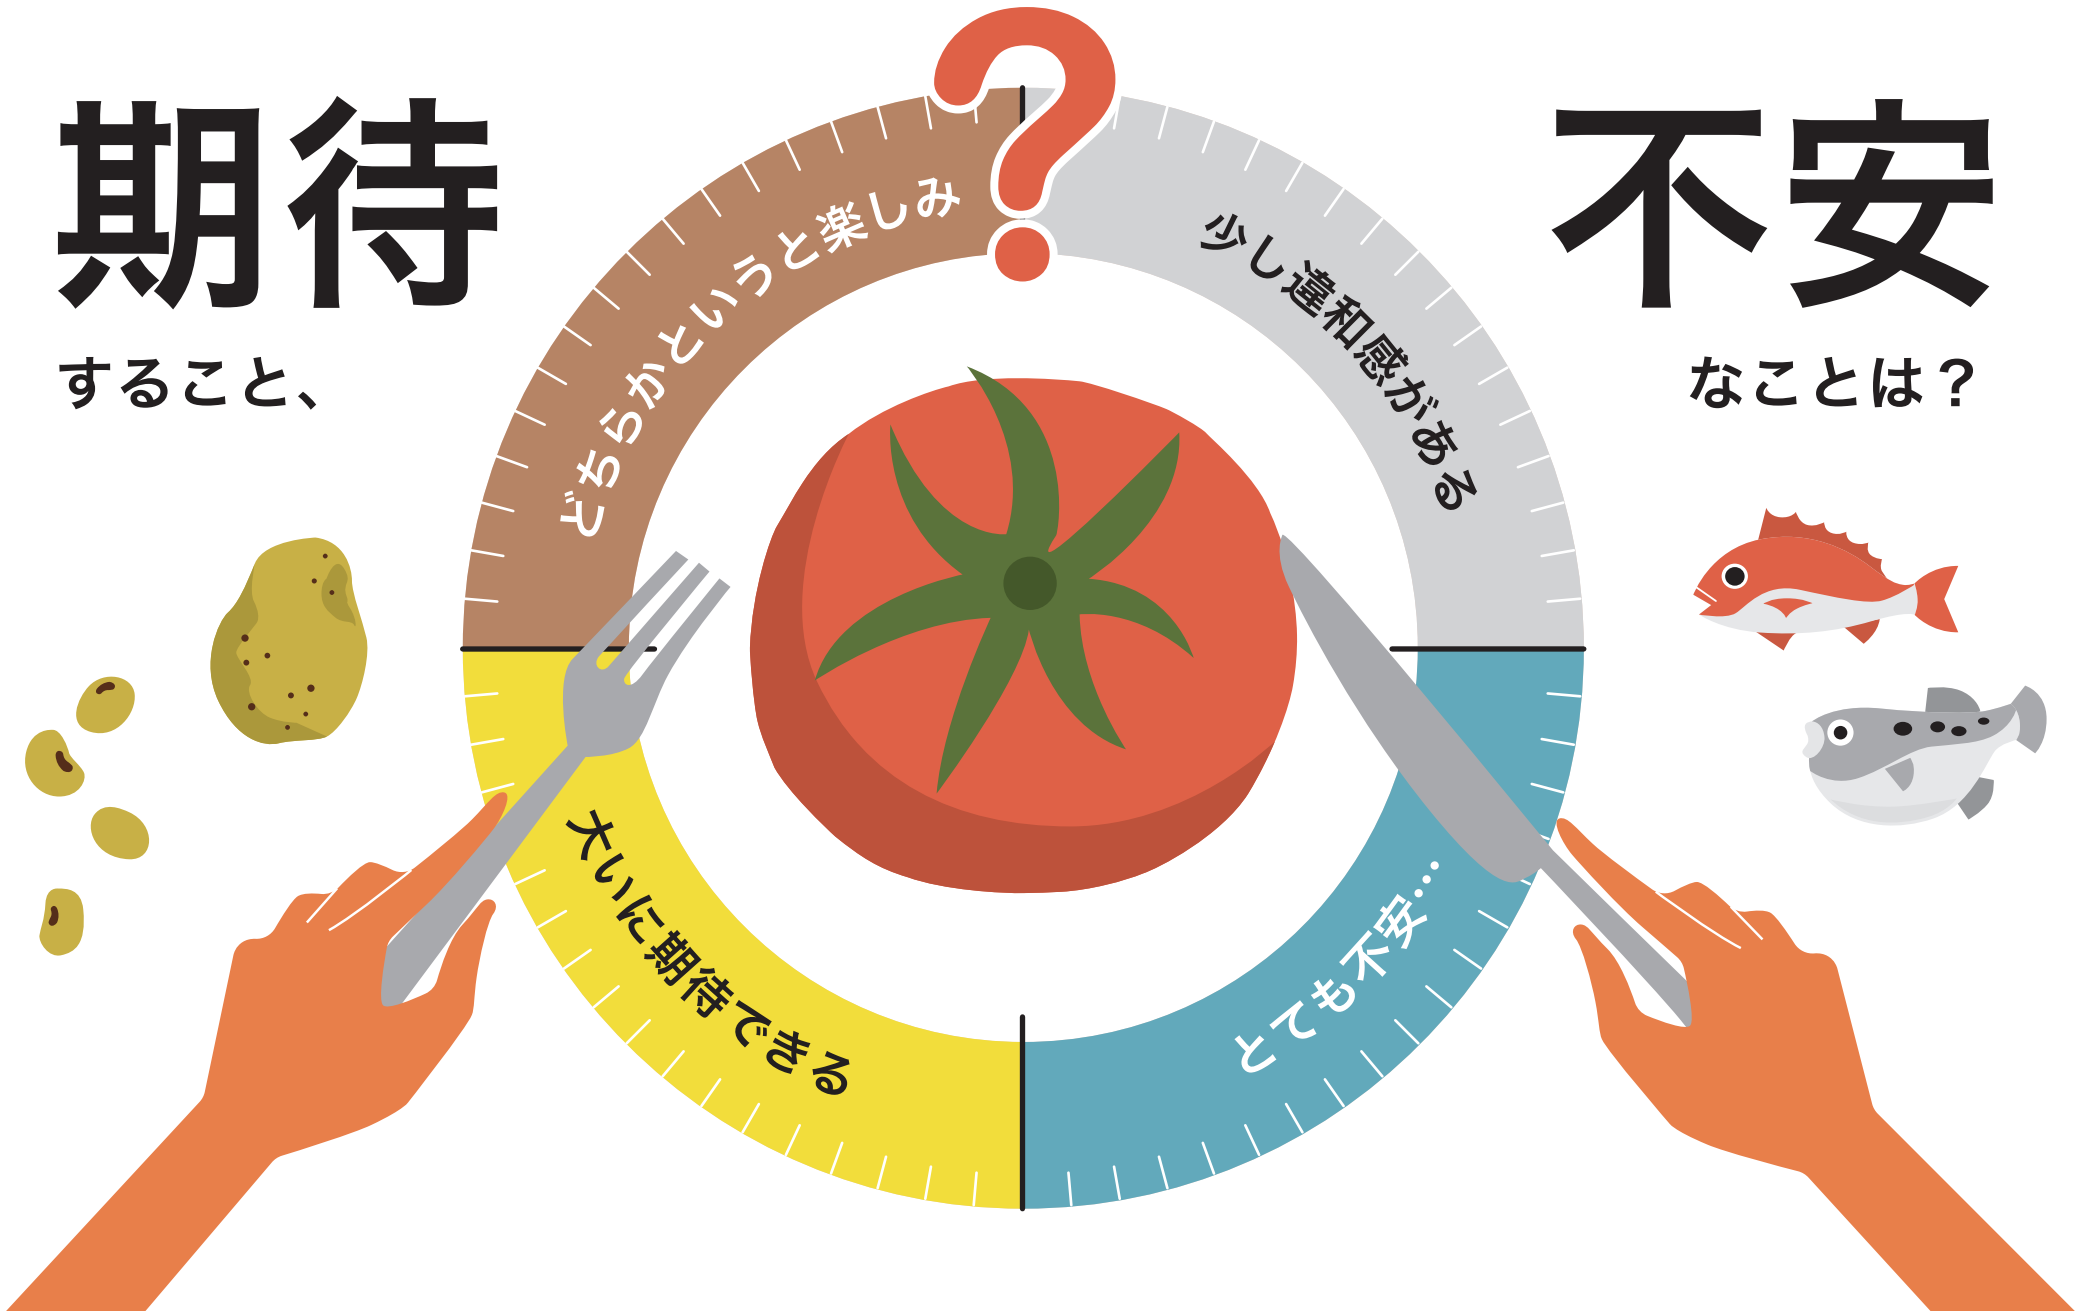 期待
すること、
不安
なことは？
?
どちらかというと楽しみ
少し違和感がある
大いに期待できる
とても不安….